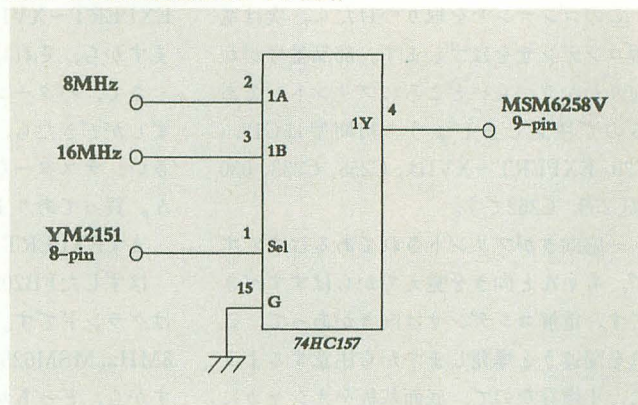 8MHz
2
1A
16MHz
3
1B
1Y
4
MSM6258V
9-pin
YM2151
8-pin
1
Sel
15
G
74HC157